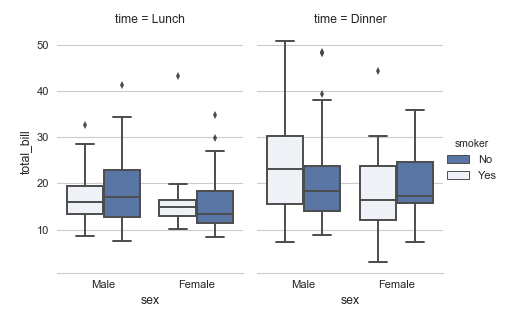 time = Lunch
time = Dinner
50
40
30
20
10
total_bill
Male
Female
sex
Male
Female
sex
smoker
No
Yes